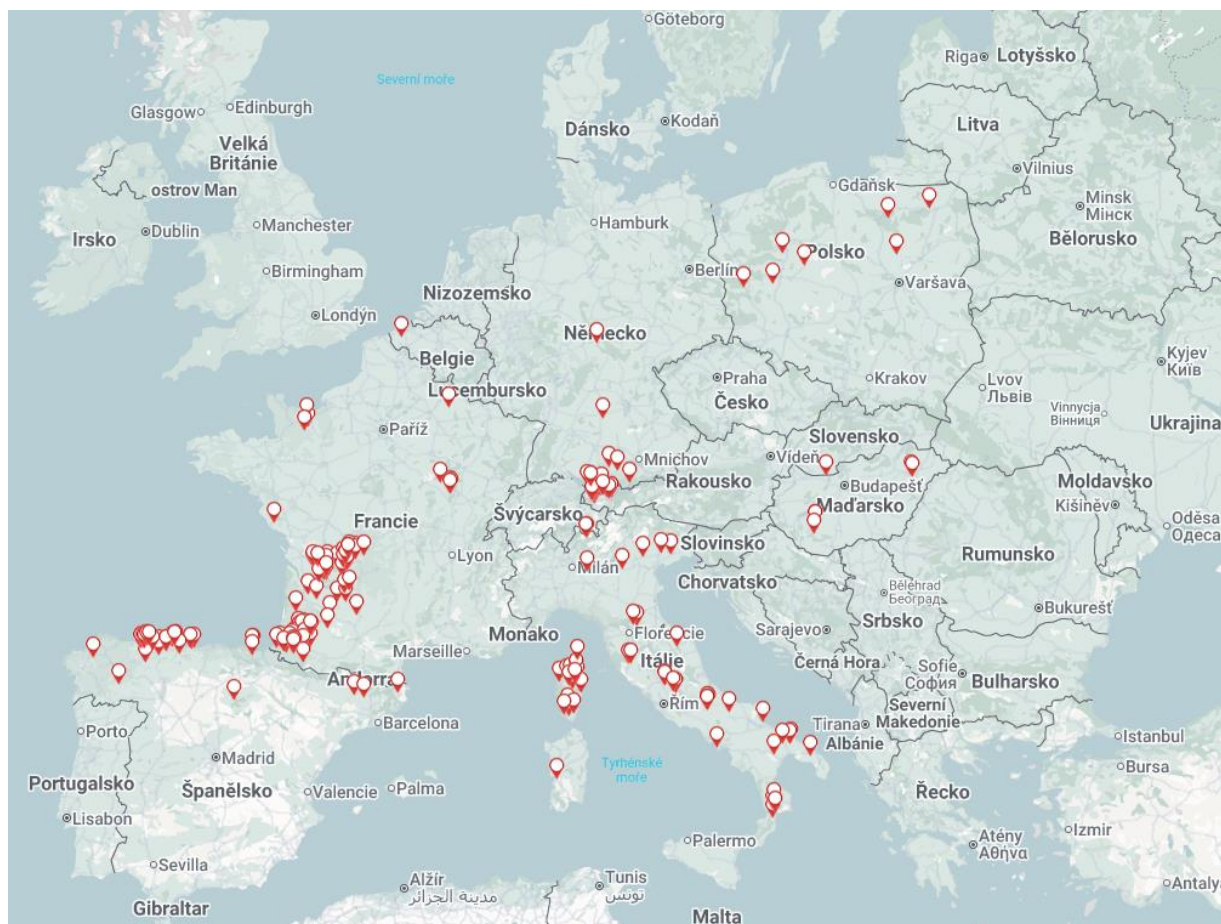 Göteborg
Riga
Lotyšsko
Severní moře
Glasgow
Edinburgh
Kodaň
Dánsko
Litva
Velká
Británie
Vilnius
ostrov Man
Gdaňsk
Minsk
Мінск
Manchester
Hamburk
Irsko
Dublin
Bělorusko
Polsko
Birmingham
Berlín
Varšava
Nizozemsko
Londýn
Německo
Belgie
Kyjev
Київ
Lucembursko
Praha
Krakov
Lvov
Львів
Česko
Vinnycja
Вінниця
Ukrajina
Paříž
Slovensko
Mnichov
Vídeň
Rakousko
Budapešť
Moldavsko
Maďarsko
Kišiněv
Švýcarsko
Francie
Oděsa
Одеса
Slovinsko
Lyon
Rumunsko
Milán
Chorvatsko
Bělehrad
Београд
Bukurešť
Srbsko
Monako
Florencie
Sarajevo
Marseille
Itálie
Černá Hora
Sofie
София
Andorra
Bulharsko
Řím
Severní
Makedonie
Barcelona
Tirana
Porto
Albánie
Istanbul
Madrid
Tyrhénské
moře
Bursa
Portugalsko
Španělsko
Valencie
Palma
Řecko
Lisabon
Izmir
Palermo
Atény
Αθήνα
Sevilla
Alžír
مدينة الجزائر
Tunis
تونس
Antalya
Gibraltar
Malta